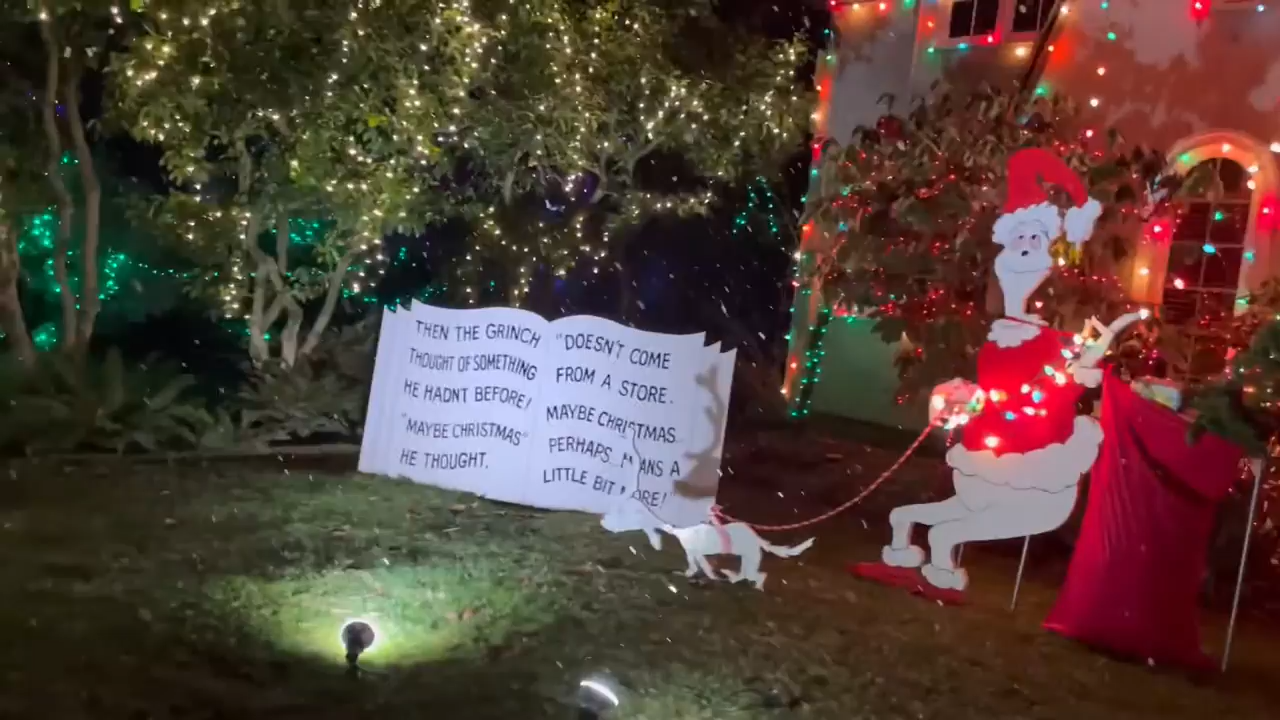 THEN THE GRINCH
THOUGHT OF SOMETHING
HE HADNT BEFORE!
"MAYBE CHRISTMAS"
HE THOUGHT.
"DOESN'T COME
FROM A STORE.
MAYBE CHRISTMAS
PERHAPS... A
LITTLE BIT